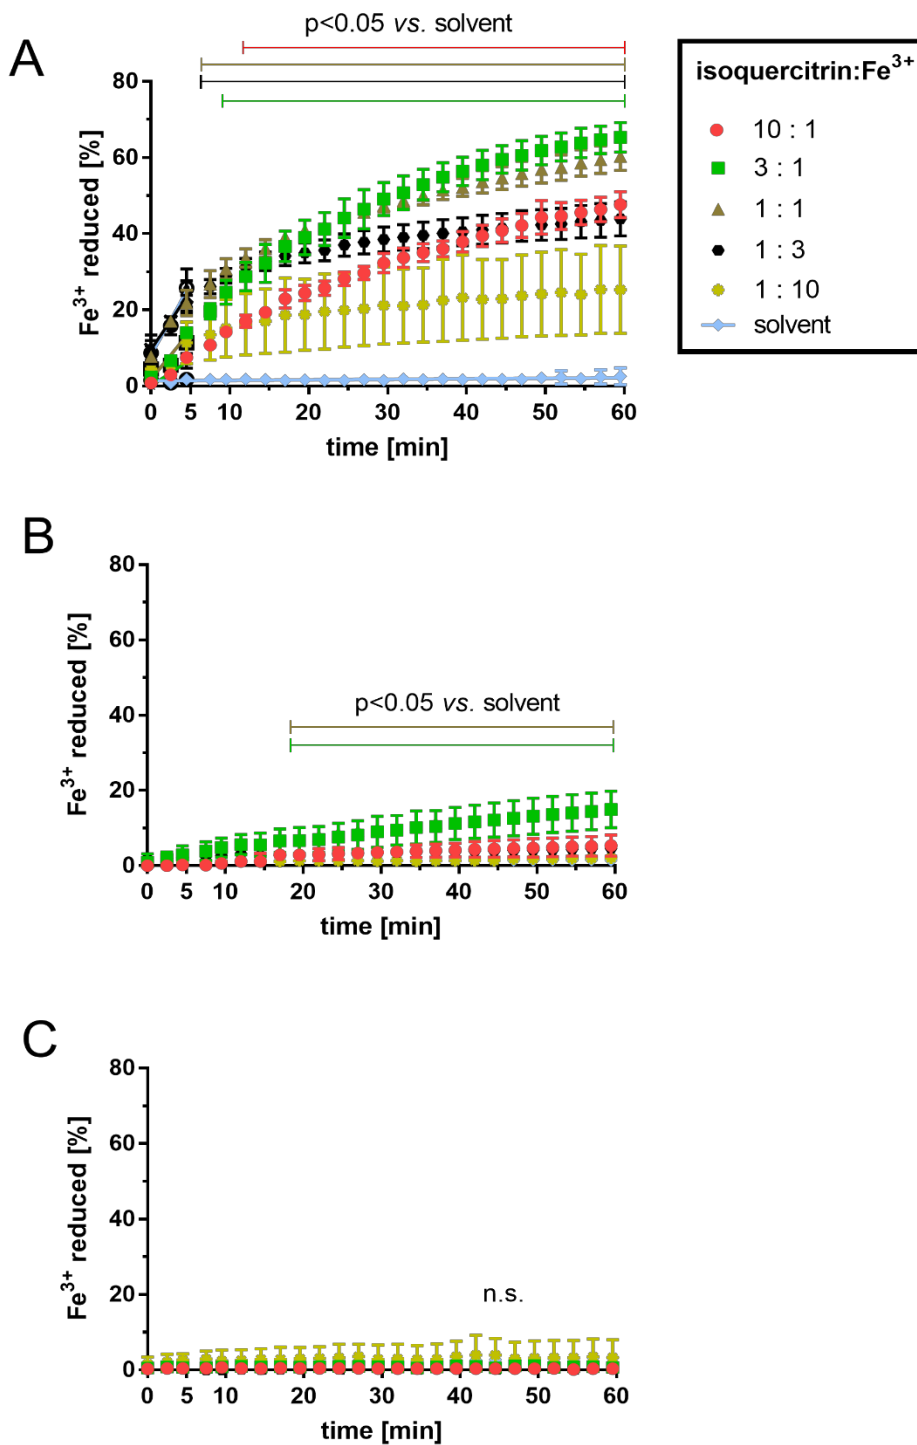 A
p<0.05 vs. solvent
Fe³⁺ reduced [%]
80
60
40
20
0
0 5 10 20 30 40 50 60
time [min]
isoquercitrin:Fe³⁺
10 : 1
3 : 1
1 : 1
1 : 3
1 : 10
solvent
B
Fe³⁺ reduced [%]
80
60
40
20
0
p<0.05 vs. solvent
0 5 10 20 30 40 50 60
time [min]
C
Fe³⁺ reduced [%]
80
60
40
20
0
n.s.
0 5 10 20 30 40 50 60
time [min]